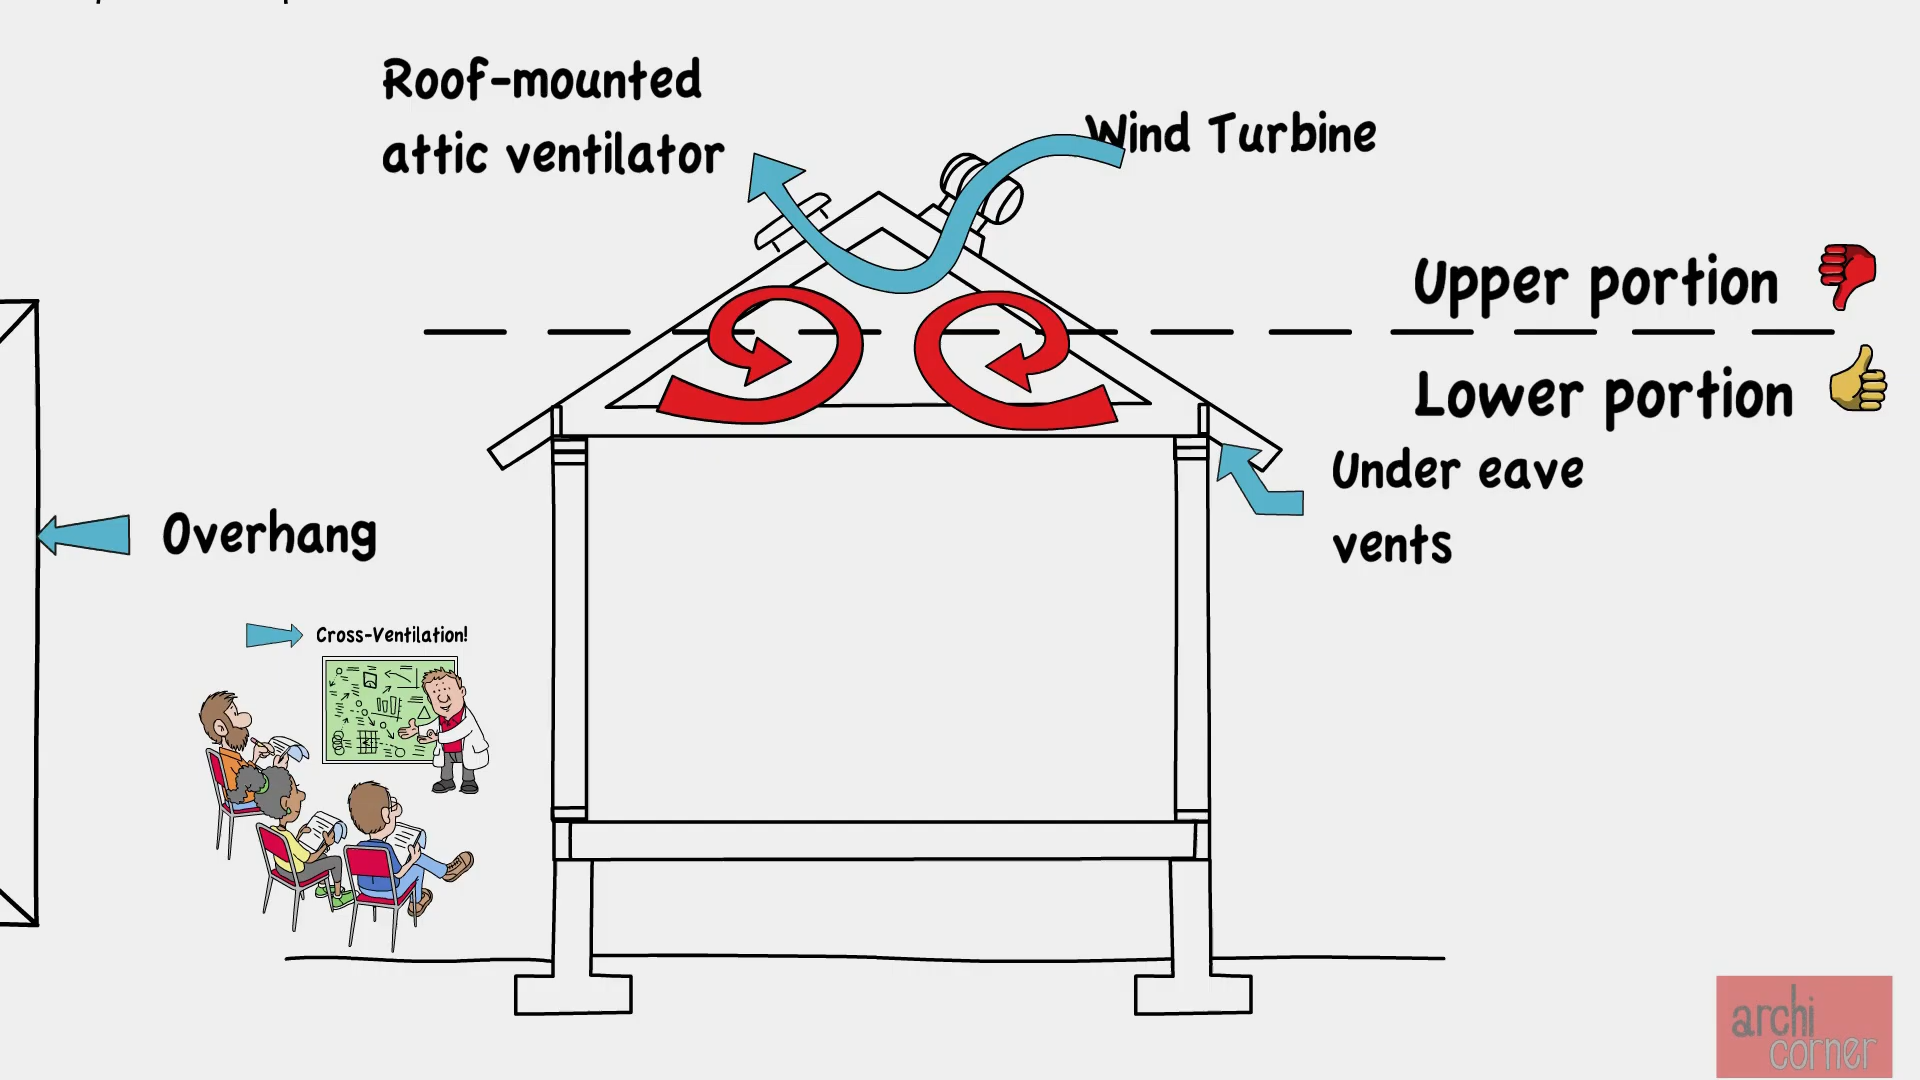 Roof-mounted
attic ventilator
Wind Turbine
Upper portion
Lower portion
Under eave
vents
Overhang
Cross-Ventilation!
archi
corner